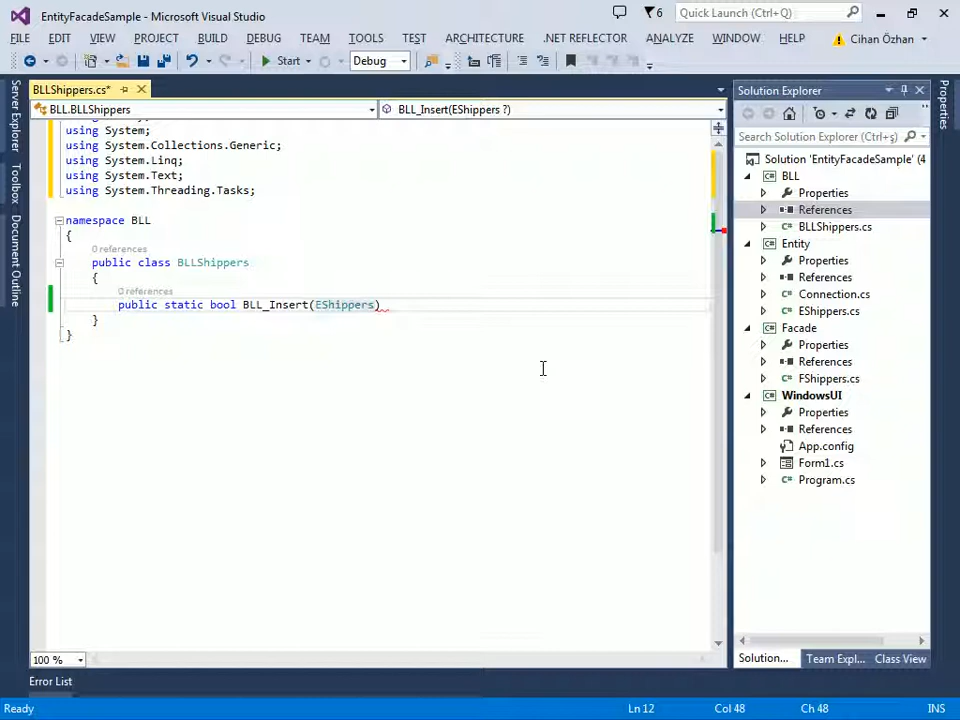 EntityFacadeSample - Microsoft Visual Studio
6
Quick Launch (Ctrl+Q)
FILE EDIT VIEW PROJECT BUILD DEBUG TEAM TOOLS TEST ARCHITECTURE .NET REFLECTOR ANALYZE WINDOW HELP Cihan Özhan
Start Debug
Server Explorer
Toolbox
Document Outline
BLLShippers.cs*
BLL.BLLShippers
BLL_Insert(EShippers ?)
using System;
using System.Collections.Generic;
using System.Linq;
using System.Text;
using System.Threading.Tasks;
namespace BLL
{
0 references
public class BLLShippers
{
0 references
public static bool BLL_Insert(EShippers)
}
}
100 %
Solution Explorer
Search Solution Explorer (Ctrl+ş)
Solution 'EntityFacadeSample' (4
C# BLL
Properties
References
C# BLLShippers.cs
C# Entity
Properties
References
C# Connection.cs
C# EShippers.cs
C# Facade
Properties
References
C# FShippers.cs
C# WindowsUI
Properties
References
App.config
Form1.cs
C# Program.cs
Solution... Team Expl... Class View
Properties
Error List
Ready
Ln 12
Col 48
Ch 48
INS